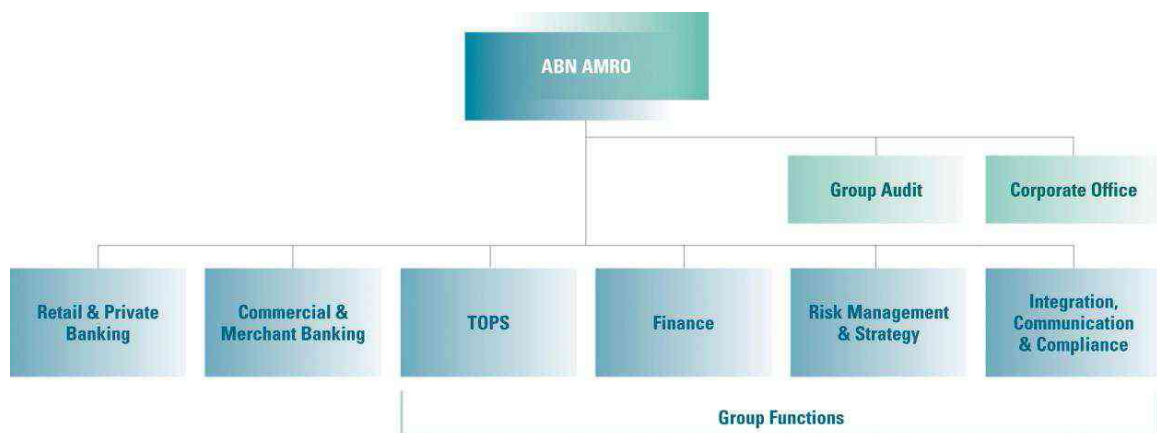 ABN AMRO
Group Audit
Corporate Office
Retail & Private
Banking
Commercial &
Merchant Banking
TOPS
Finance
Risk Management
& Strategy
Integration,
Communication
& Compliance
Group Functions